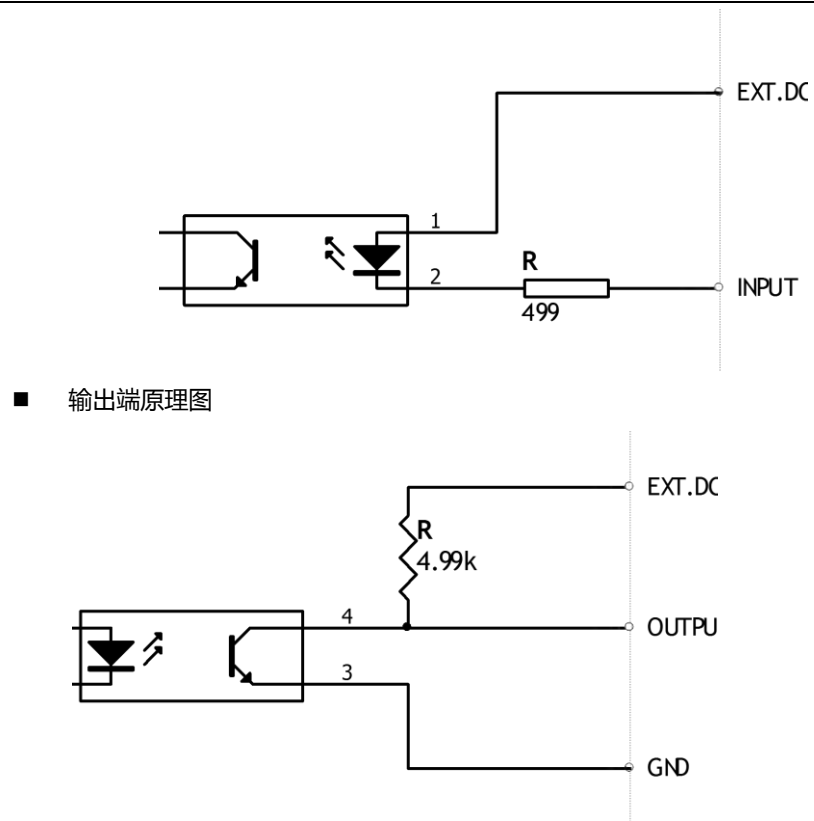 EXT.DC
1
R
2
INPUT
499
■ 输出端原理图
EXT.DC
R
4.99k
4
OUTPU
3
GND